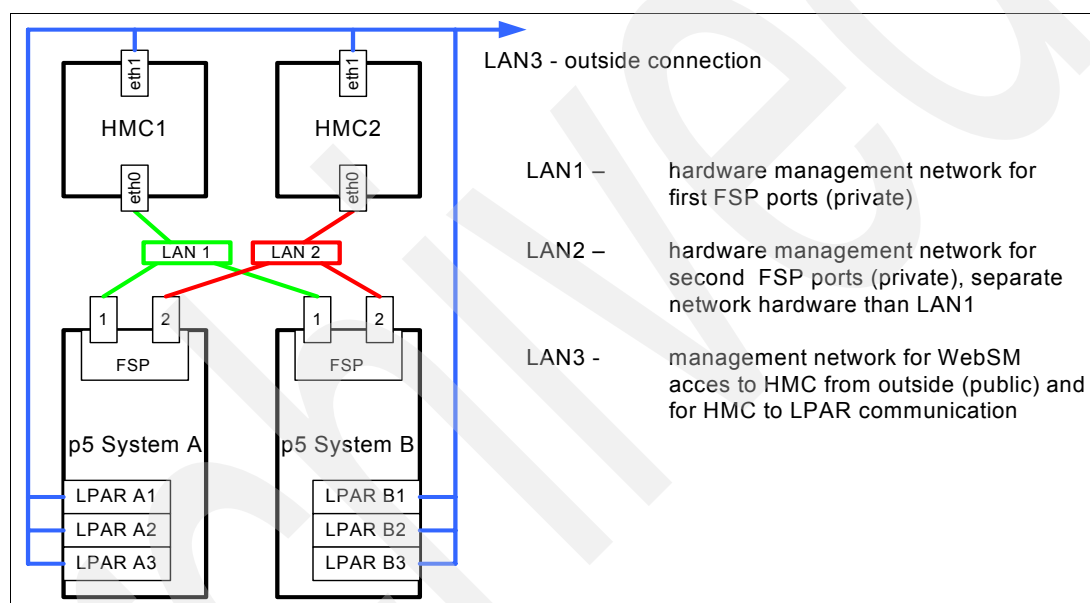 eth1
eth1
LAN3 - outside connection
HMC1
HMC2
eth0
eth0
LAN1 – hardware management network for
first FSP ports (private)
LAN 1
LAN 2
LAN2 – hardware management network for
second FSP ports (private), separate
network hardware than LAN1
1
2
1
2
FSP
FSP
LAN3 - management network for WebSM
acces to HMC from outside (public) and
for HMC to LPAR communication
p5 System A
p5 System B
LPAR A1
LPAR B1
LPAR A2
LPAR B2
LPAR A3
LPAR B3